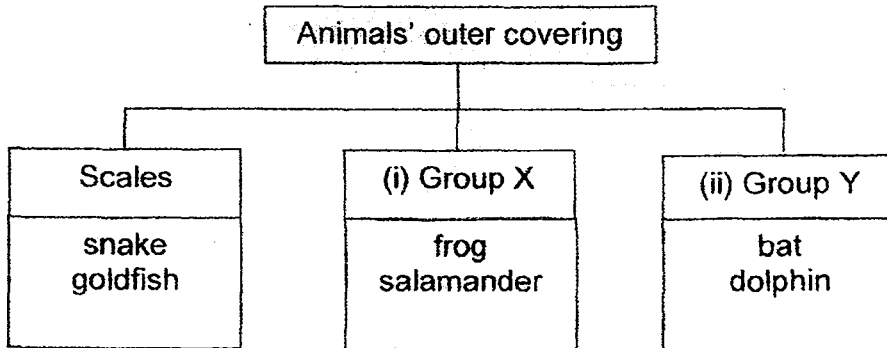 Animals' outer covering
Scales
(i) Group X
(ii) Group Y
snake
goldfish
frog
salamander
bat
dolphin